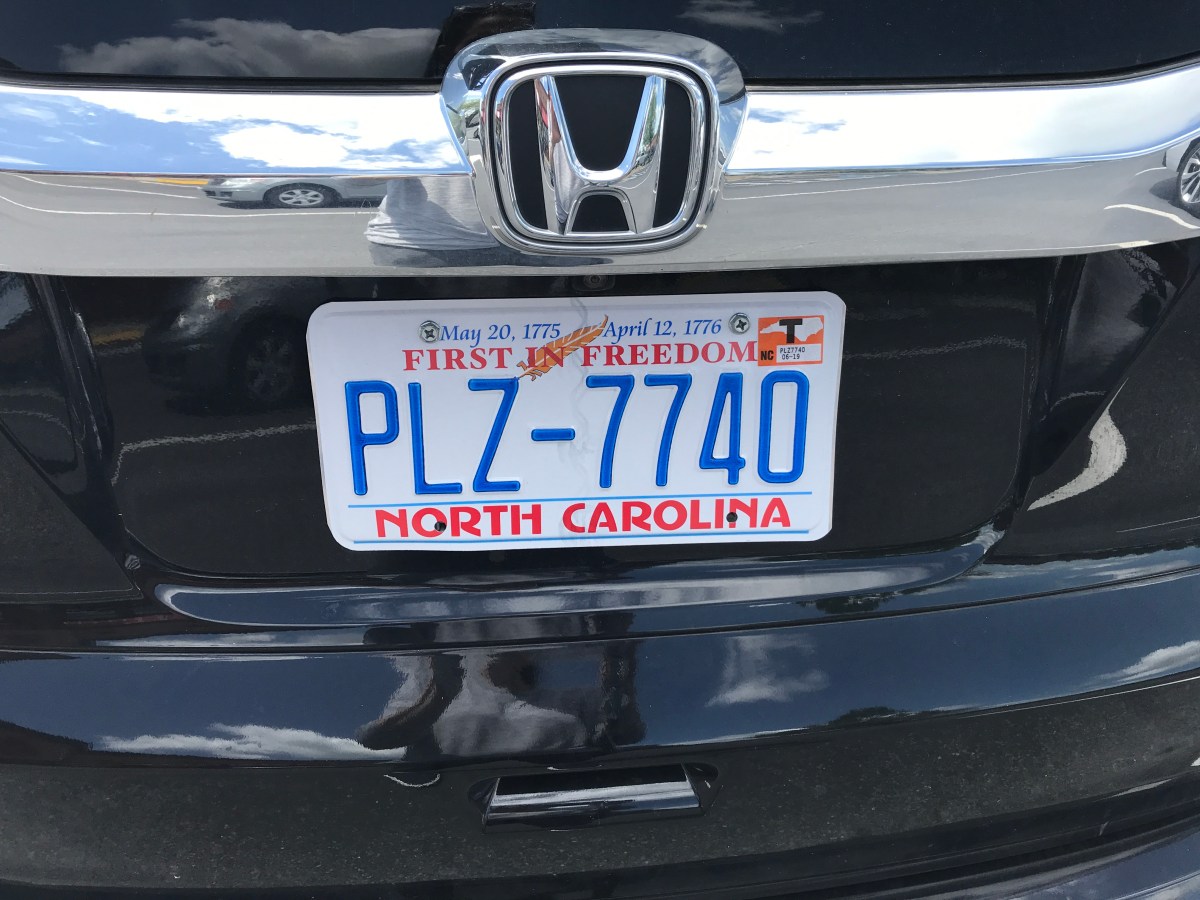 May 20, 1775 April 12, 1776
FIRST IN FREEDOM
T
NC PLZ7740
06-19
PLZ-7740
NORTH CAROLINA